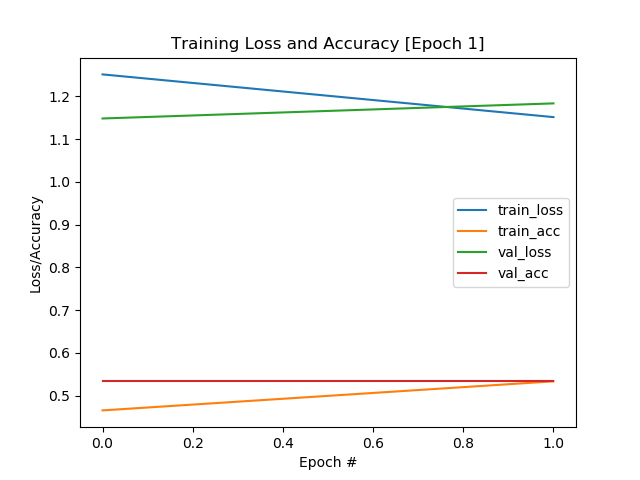 Training Loss and Accuracy [Epoch 1]
1.2
1.1
1.0
0.9
0.8
0.7
0.6
0.5
Loss/Accuracy
train_loss
train_acc
val_loss
val_acc
0.0 0.2 0.4 0.6 0.8 1.0
Epoch #